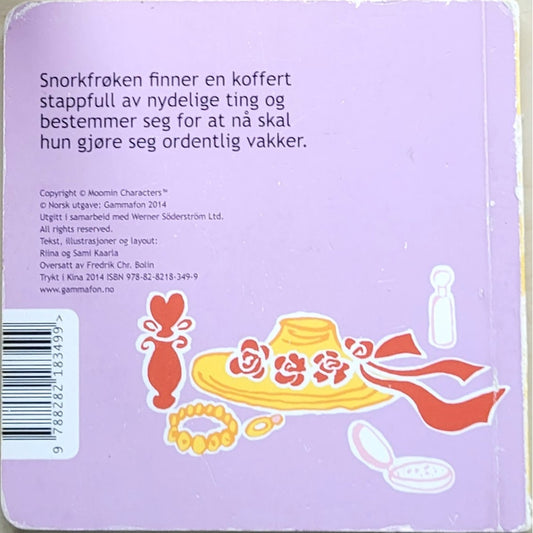 Snorkfrøken finner en koffert
stappfull av nydelige ting og
bestemmer seg for at nå skal
hun gjøre seg ordentlig vakker.
Copyright © Moomin Characters™
© Norsk utgave: Gammafon 2014
Utgitt i samarbeid med Werner Söderström Ltd.
All rights reserved.
Tekst, illustrasjoner og layout:
Riina og Sami Kaarla
Oversatt av Fredrik Chr. Bolin
Trykt i Kina 2014 ISBN 978-82-8218-349-9
www.gammafon.no
9 788282 183499 >